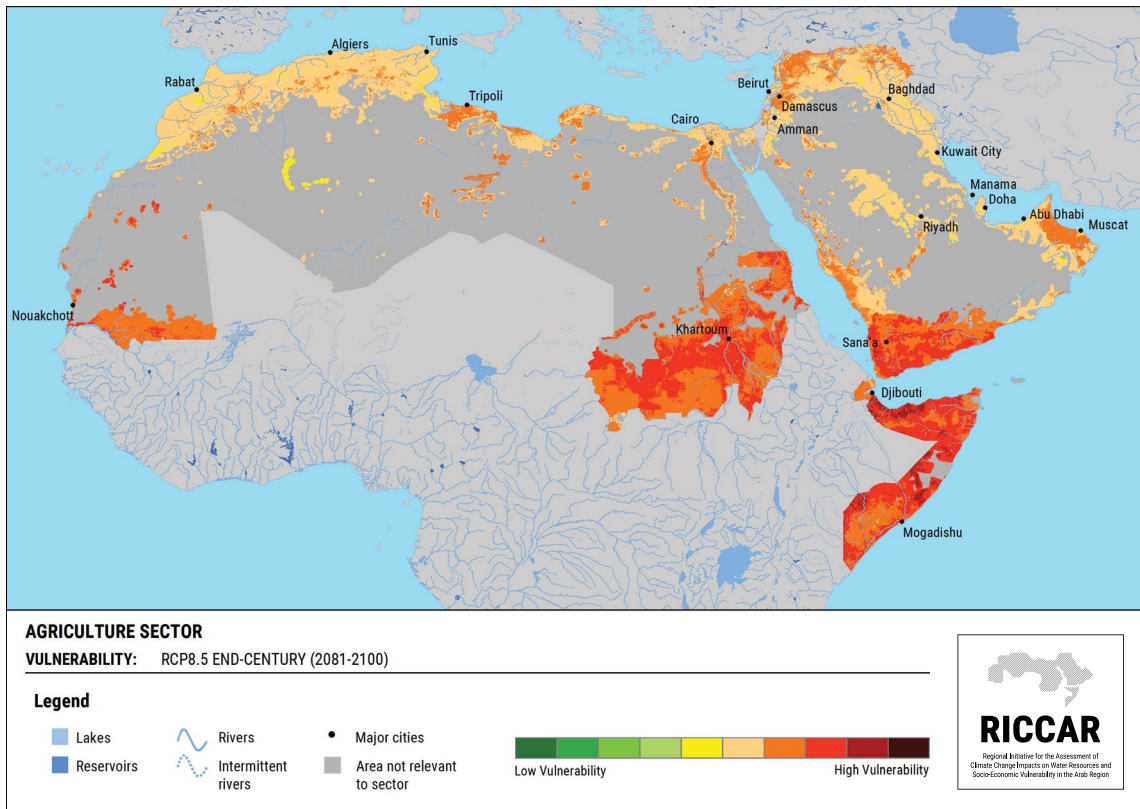 Algiers
Tunis
Rabat
Tripoli
Beirut
Damascus
Baghdad
Amman
Cairo
Kuwait City
Manama
Doha
Abu Dhabi
Muscat
Riyadh
Nouakchott
Khartoum
Sana'a
Djibouti
Mogadishu
AGRICULTURE SECTOR
VULNERABILITY: RCP8.5 END-CENTURY (2081-2100)
Legend
Lakes
Reservoirs
Rivers
Intermittent
rivers
Major cities
Area not relevant
to sector
Low Vulnerability
High Vulnerability
RICCAR
Regional Initiative for the Assessment of
Climate Change Impacts on Water Resources and
Socio-Economic Vulnerability in the Arab Region